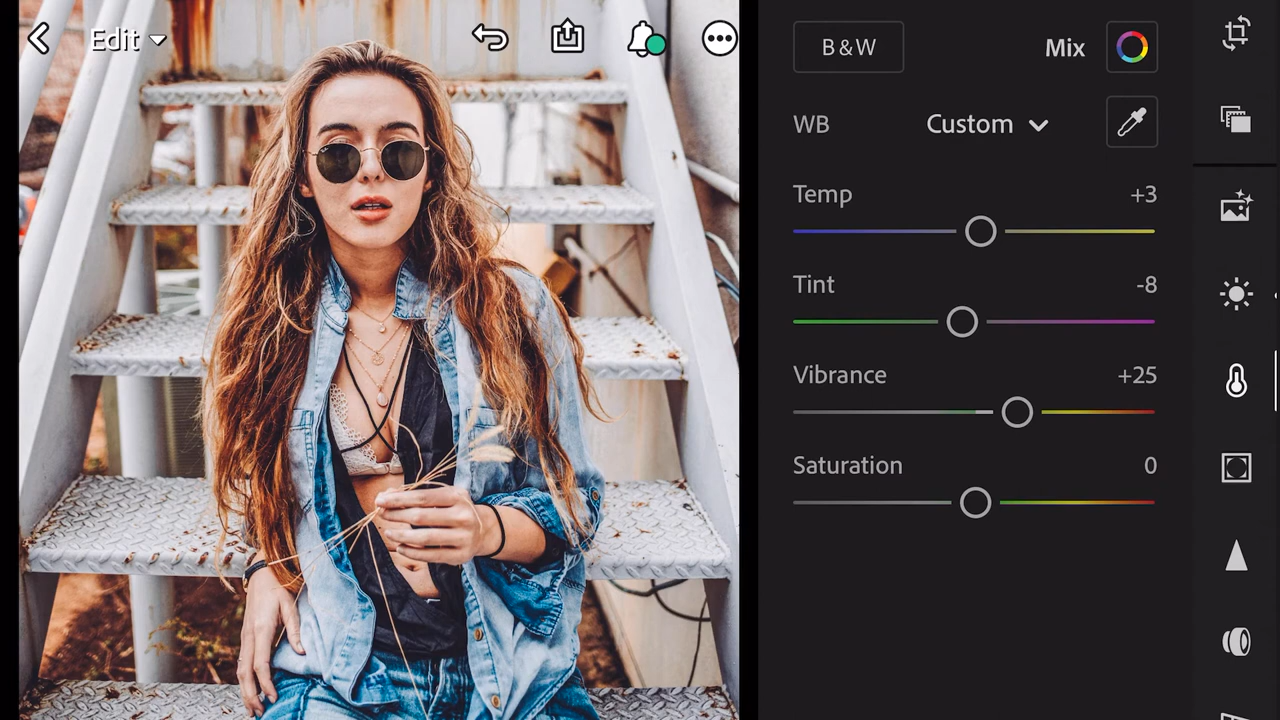 Edit
B&W
Mix
WB
Custom
Temp
+3
Tint
-8
Vibrance
+25
Saturation
0